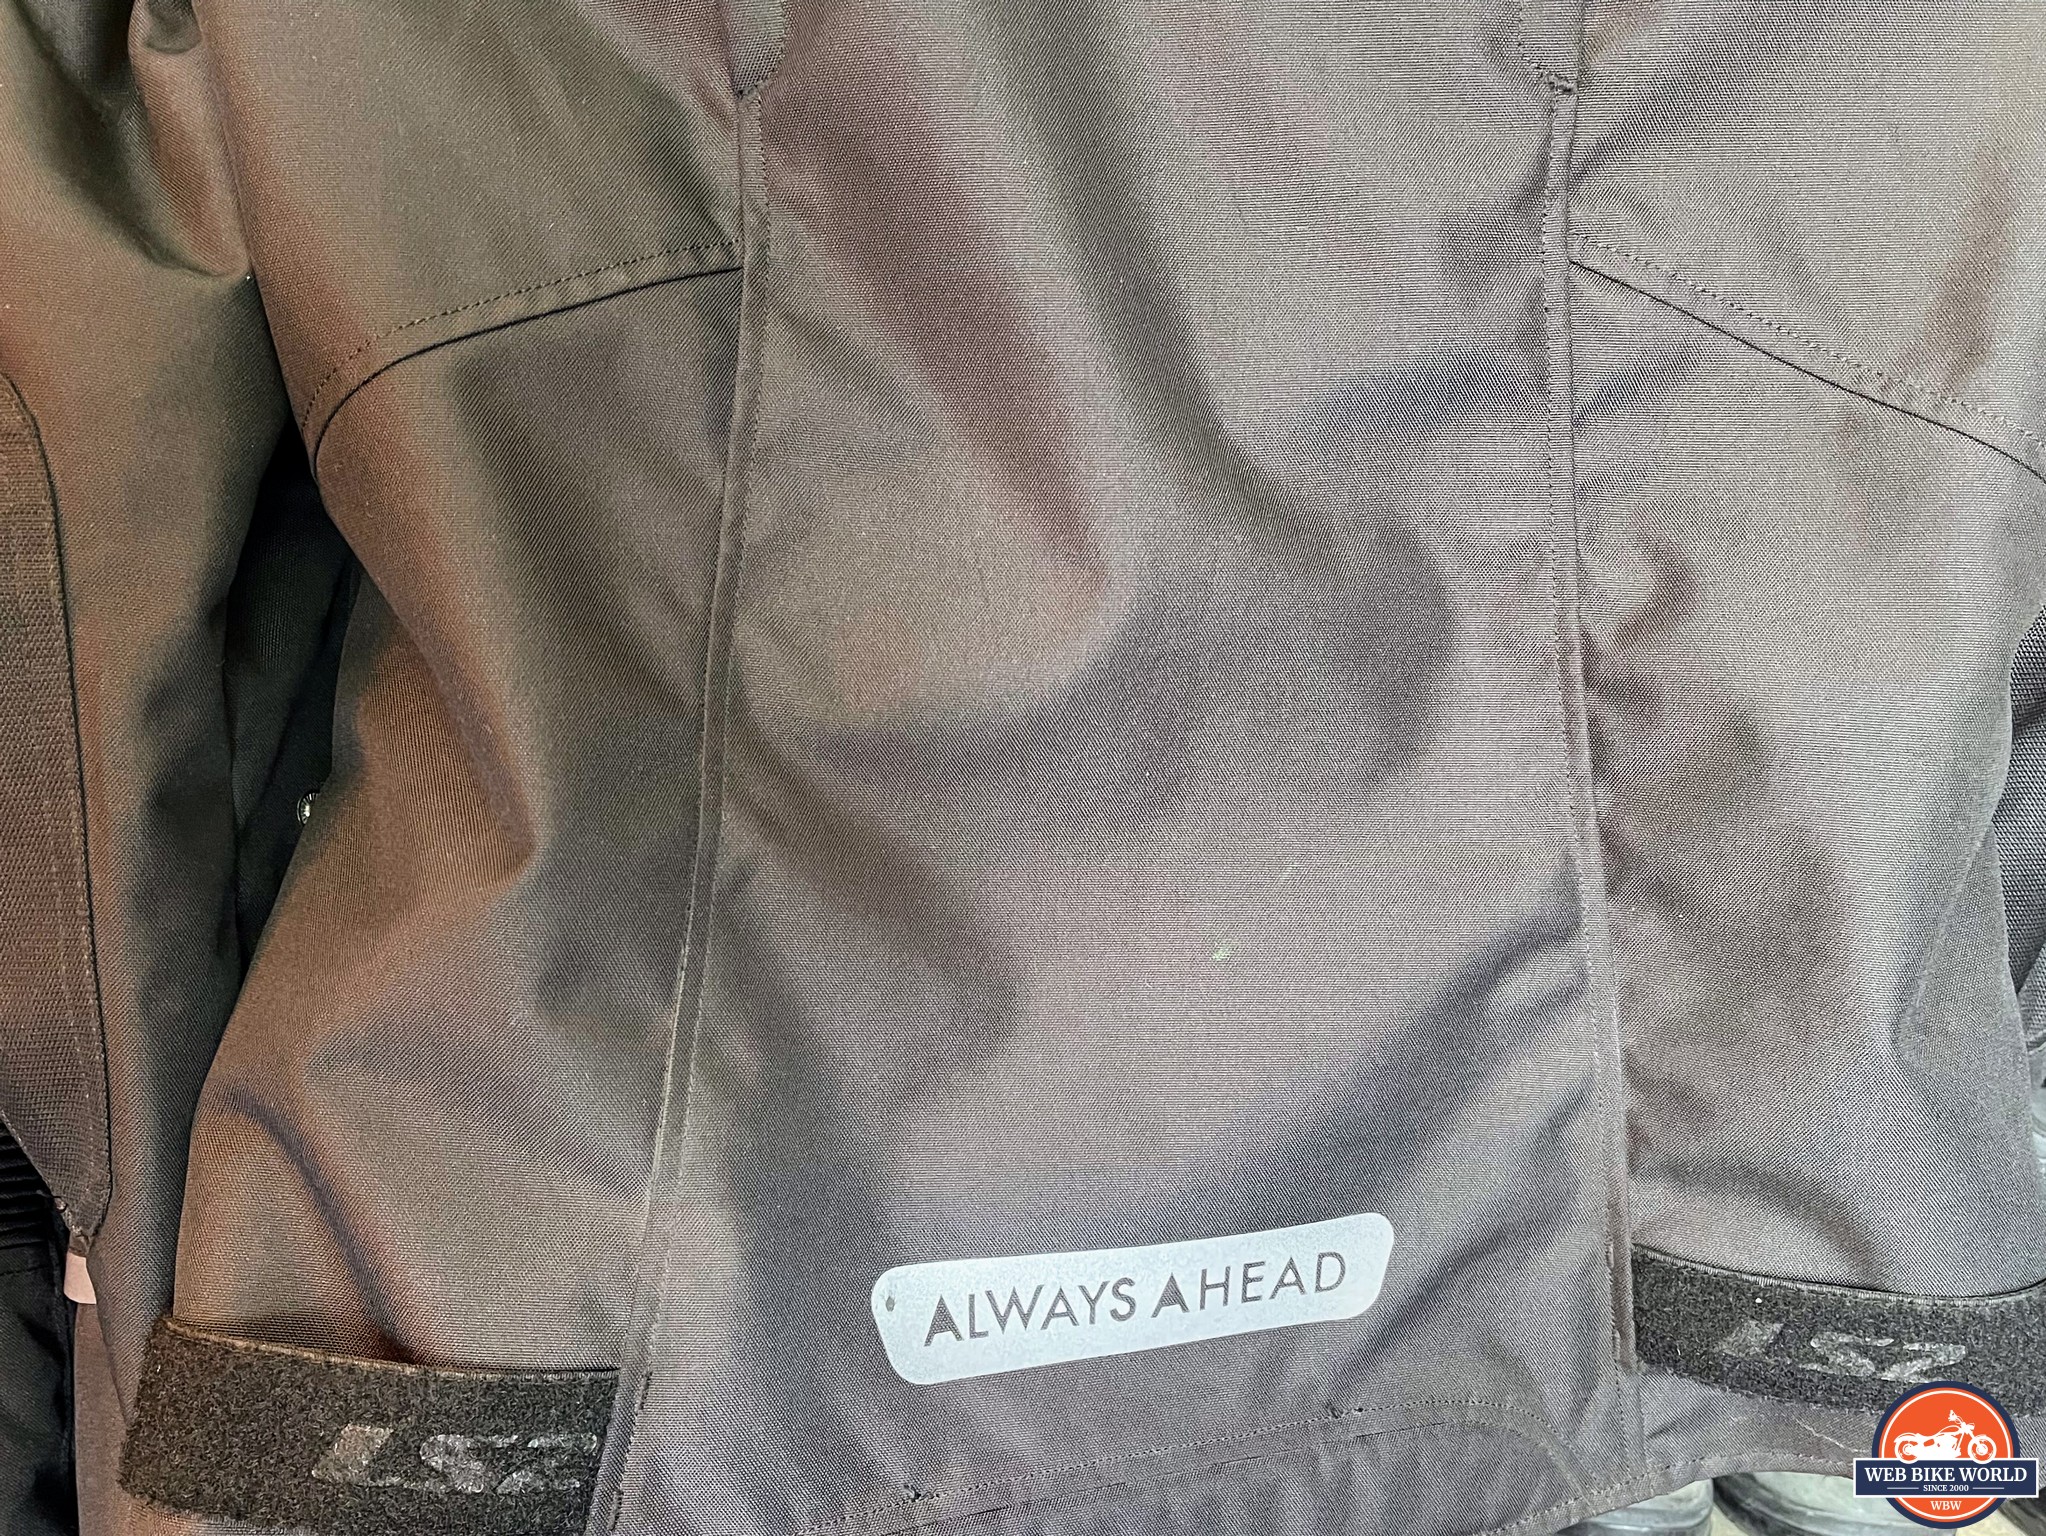 ALWAYS AHEAD
LS2
LS2
WEB BIKE WORLD
SINCE 2000
WBW